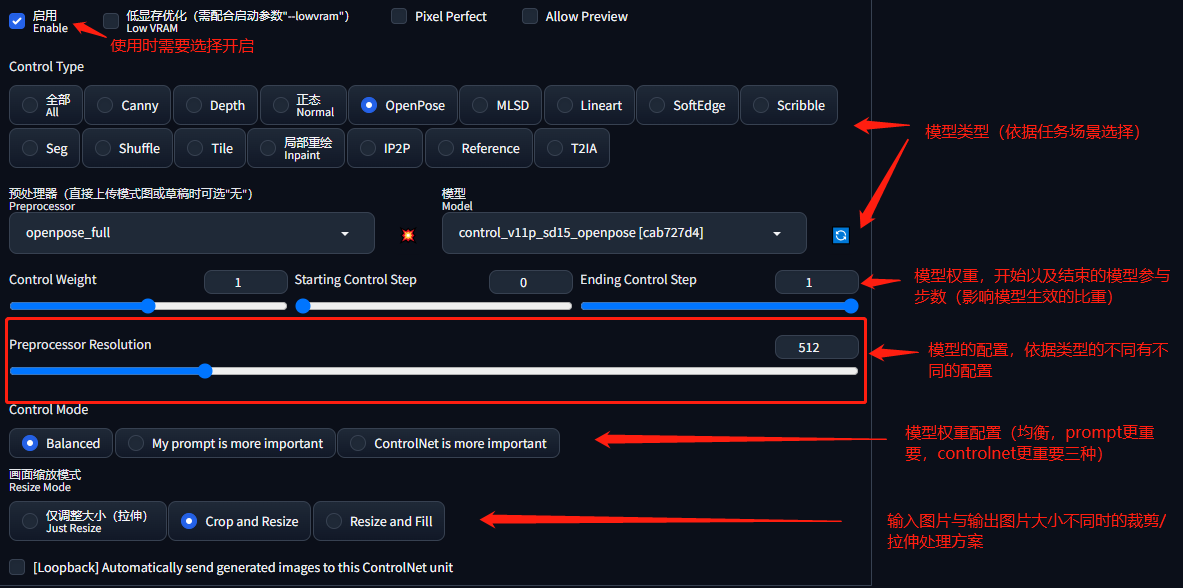 启用
Enable
低显存优化（需配合启动参数"--lowvram"）
Low VRAM
Pixel Perfect
Allow Preview
使用时需要选择开启
Control Type
全部
All
Canny
Depth
正态
Normal
OpenPose
MLSD
Lineart
SoftEdge
Scribble
模型类型（依据任务场景选择）
Seg
Shuffle
Tile
局部重绘
Inpaint
IP2P
Reference
T2IA
预处理器（直接上传模式图或草稿时可选"无"）
Preprocessor
模型
Model
openpose_full
control_v11p_sd15_openpose [cab727d4]
Control Weight
1
Starting Control Step
0
Ending Control Step
1
模型权重，开始以及结束的模型参与
步数（影响模型生效的比重）
Preprocessor Resolution
512
模型的配置，依据类型的不同有不
同的配置
Control Mode
Balanced
My prompt is more important
ControlNet is more important
模型权重配置（均衡，prompt更重
要，controlnet更重要三种）
画面缩放模式
Resize Mode
仅调整大小（拉伸）
Just Resize
Crop and Resize
Resize and Fill
输入图片与输出图片大小不同时的裁剪/
拉伸处理方案
[Loopback] Automatically send generated images to this ControlNet unit